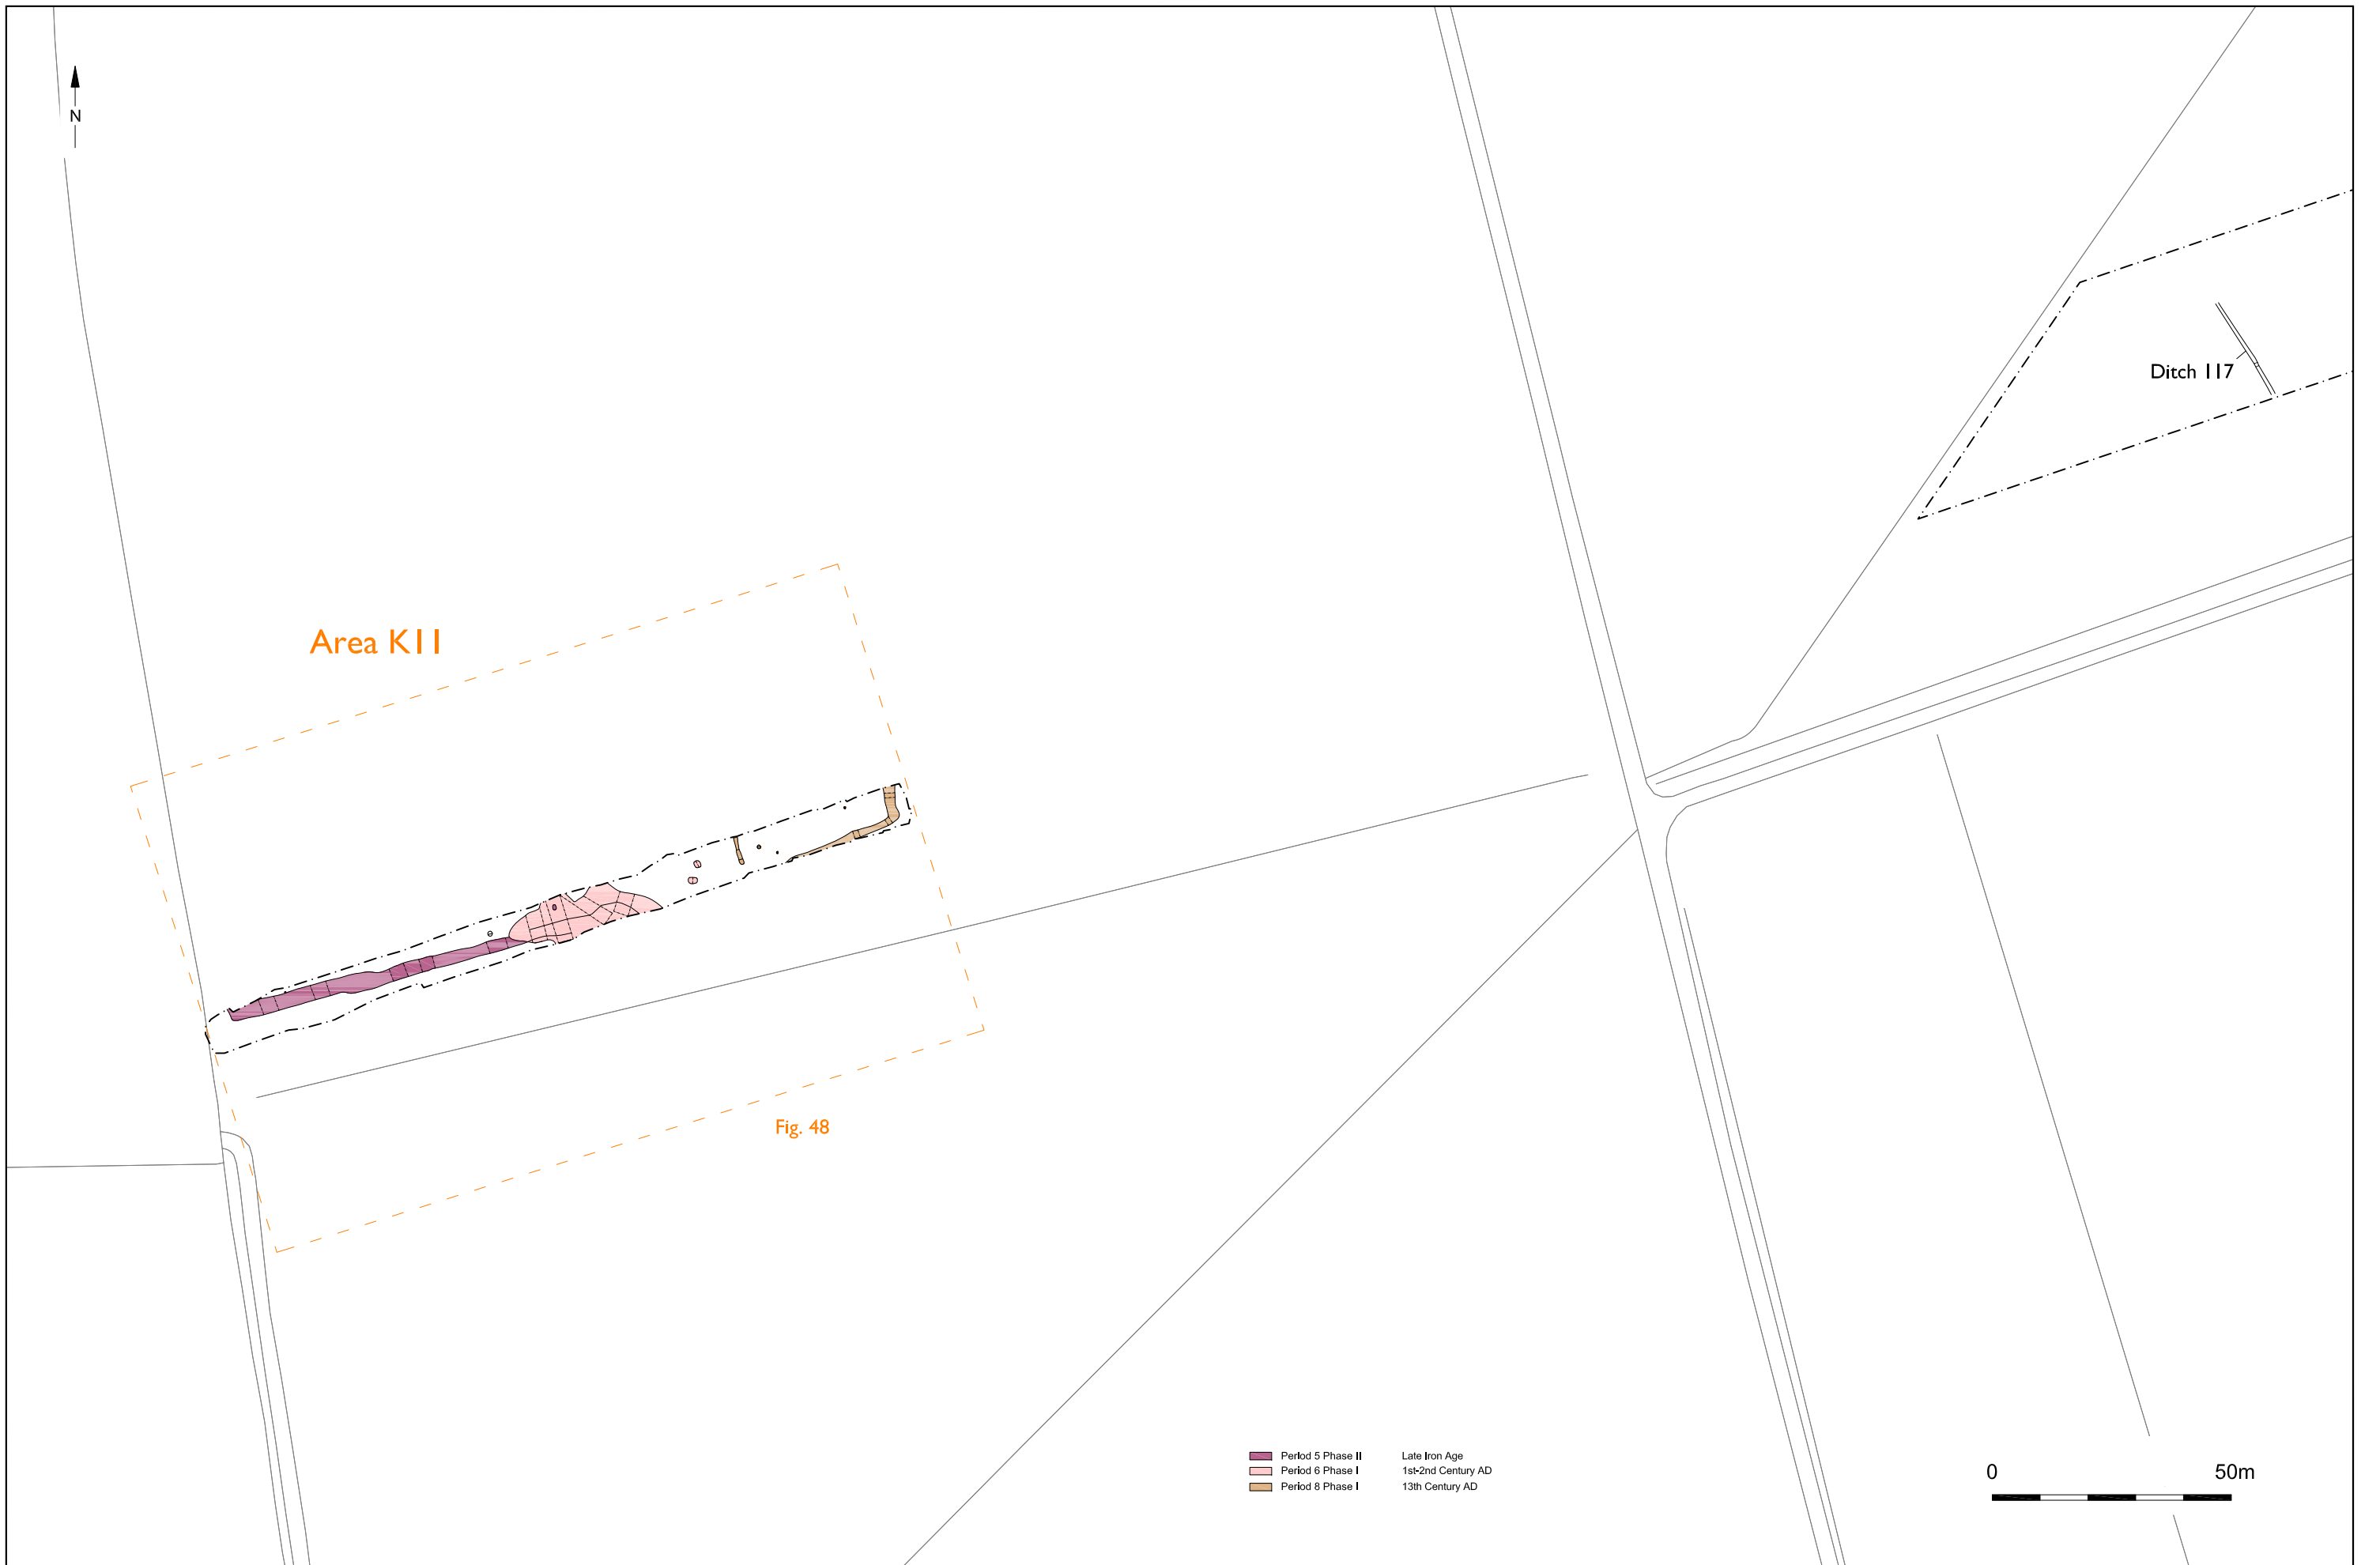 N
Ditch 117
Area K11
Fig. 48
Period 5 Phase II Late Iron Age
Period 6 Phase I 1st-2nd Century AD
Period 8 Phase I 13th Century AD
0 50m